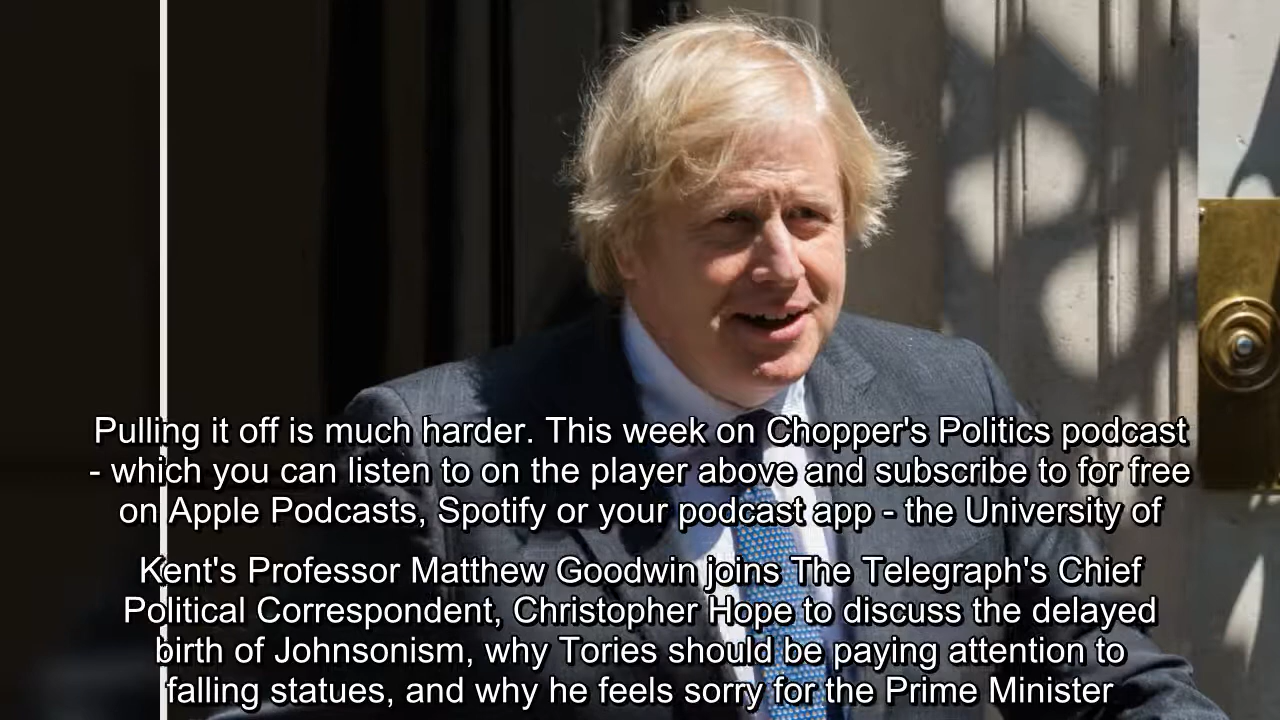 Pulling it off is much harder. This week on Chopper's Politics podcast
- which you can listen to on the player above and subscribe to for free
on Apple Podcasts, Spotify or your podcast app - the University of
Kent's Professor Matthew Goodwin joins The Telegraph's Chief
Political Correspondent, Christopher Hope to discuss the delayed
birth of Johnsonism, why Tories should be paying attention to
falling statues, and why he feels sorry for the Prime Minister